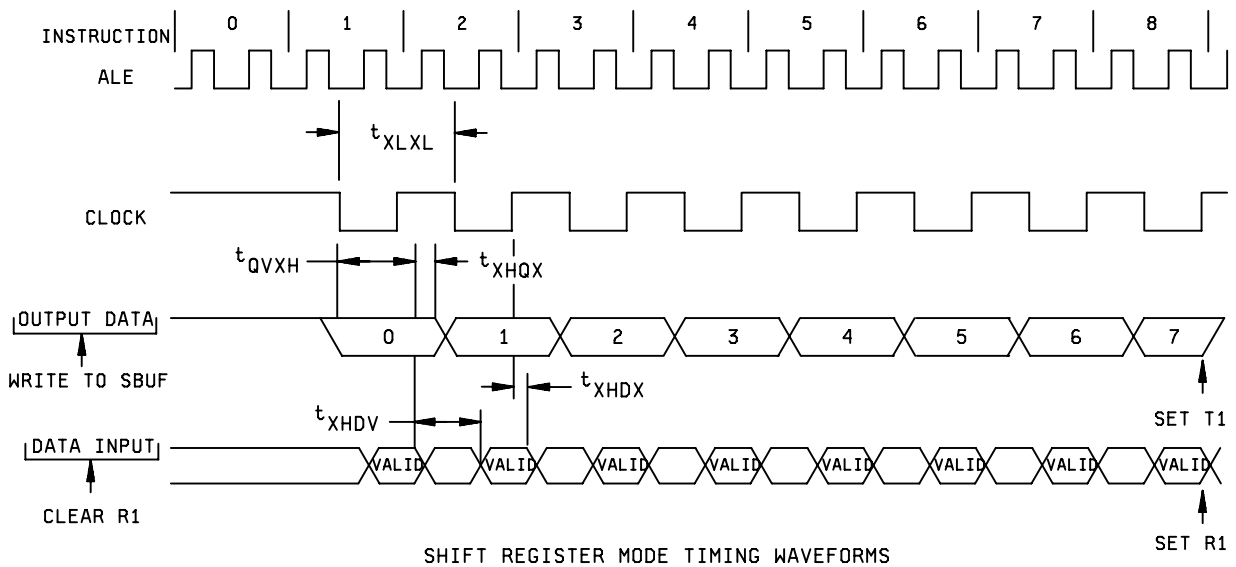 INSTRUCTION 0 1 2 3 4 5 6 7 8
ALE
tXLXL
CLOCK
tQVXH tXHQX
OUTPUT DATA 0 1 2 3 4 5 6 7
WRITE TO SBUF
tXHDX
tXHDV
SET T1
DATA INPUT VALID VALID VALID VALID VALID VALID VALID VALID
CLEAR R1
SET R1
SHIFT REGISTER MODE TIMING WAVEFORMS